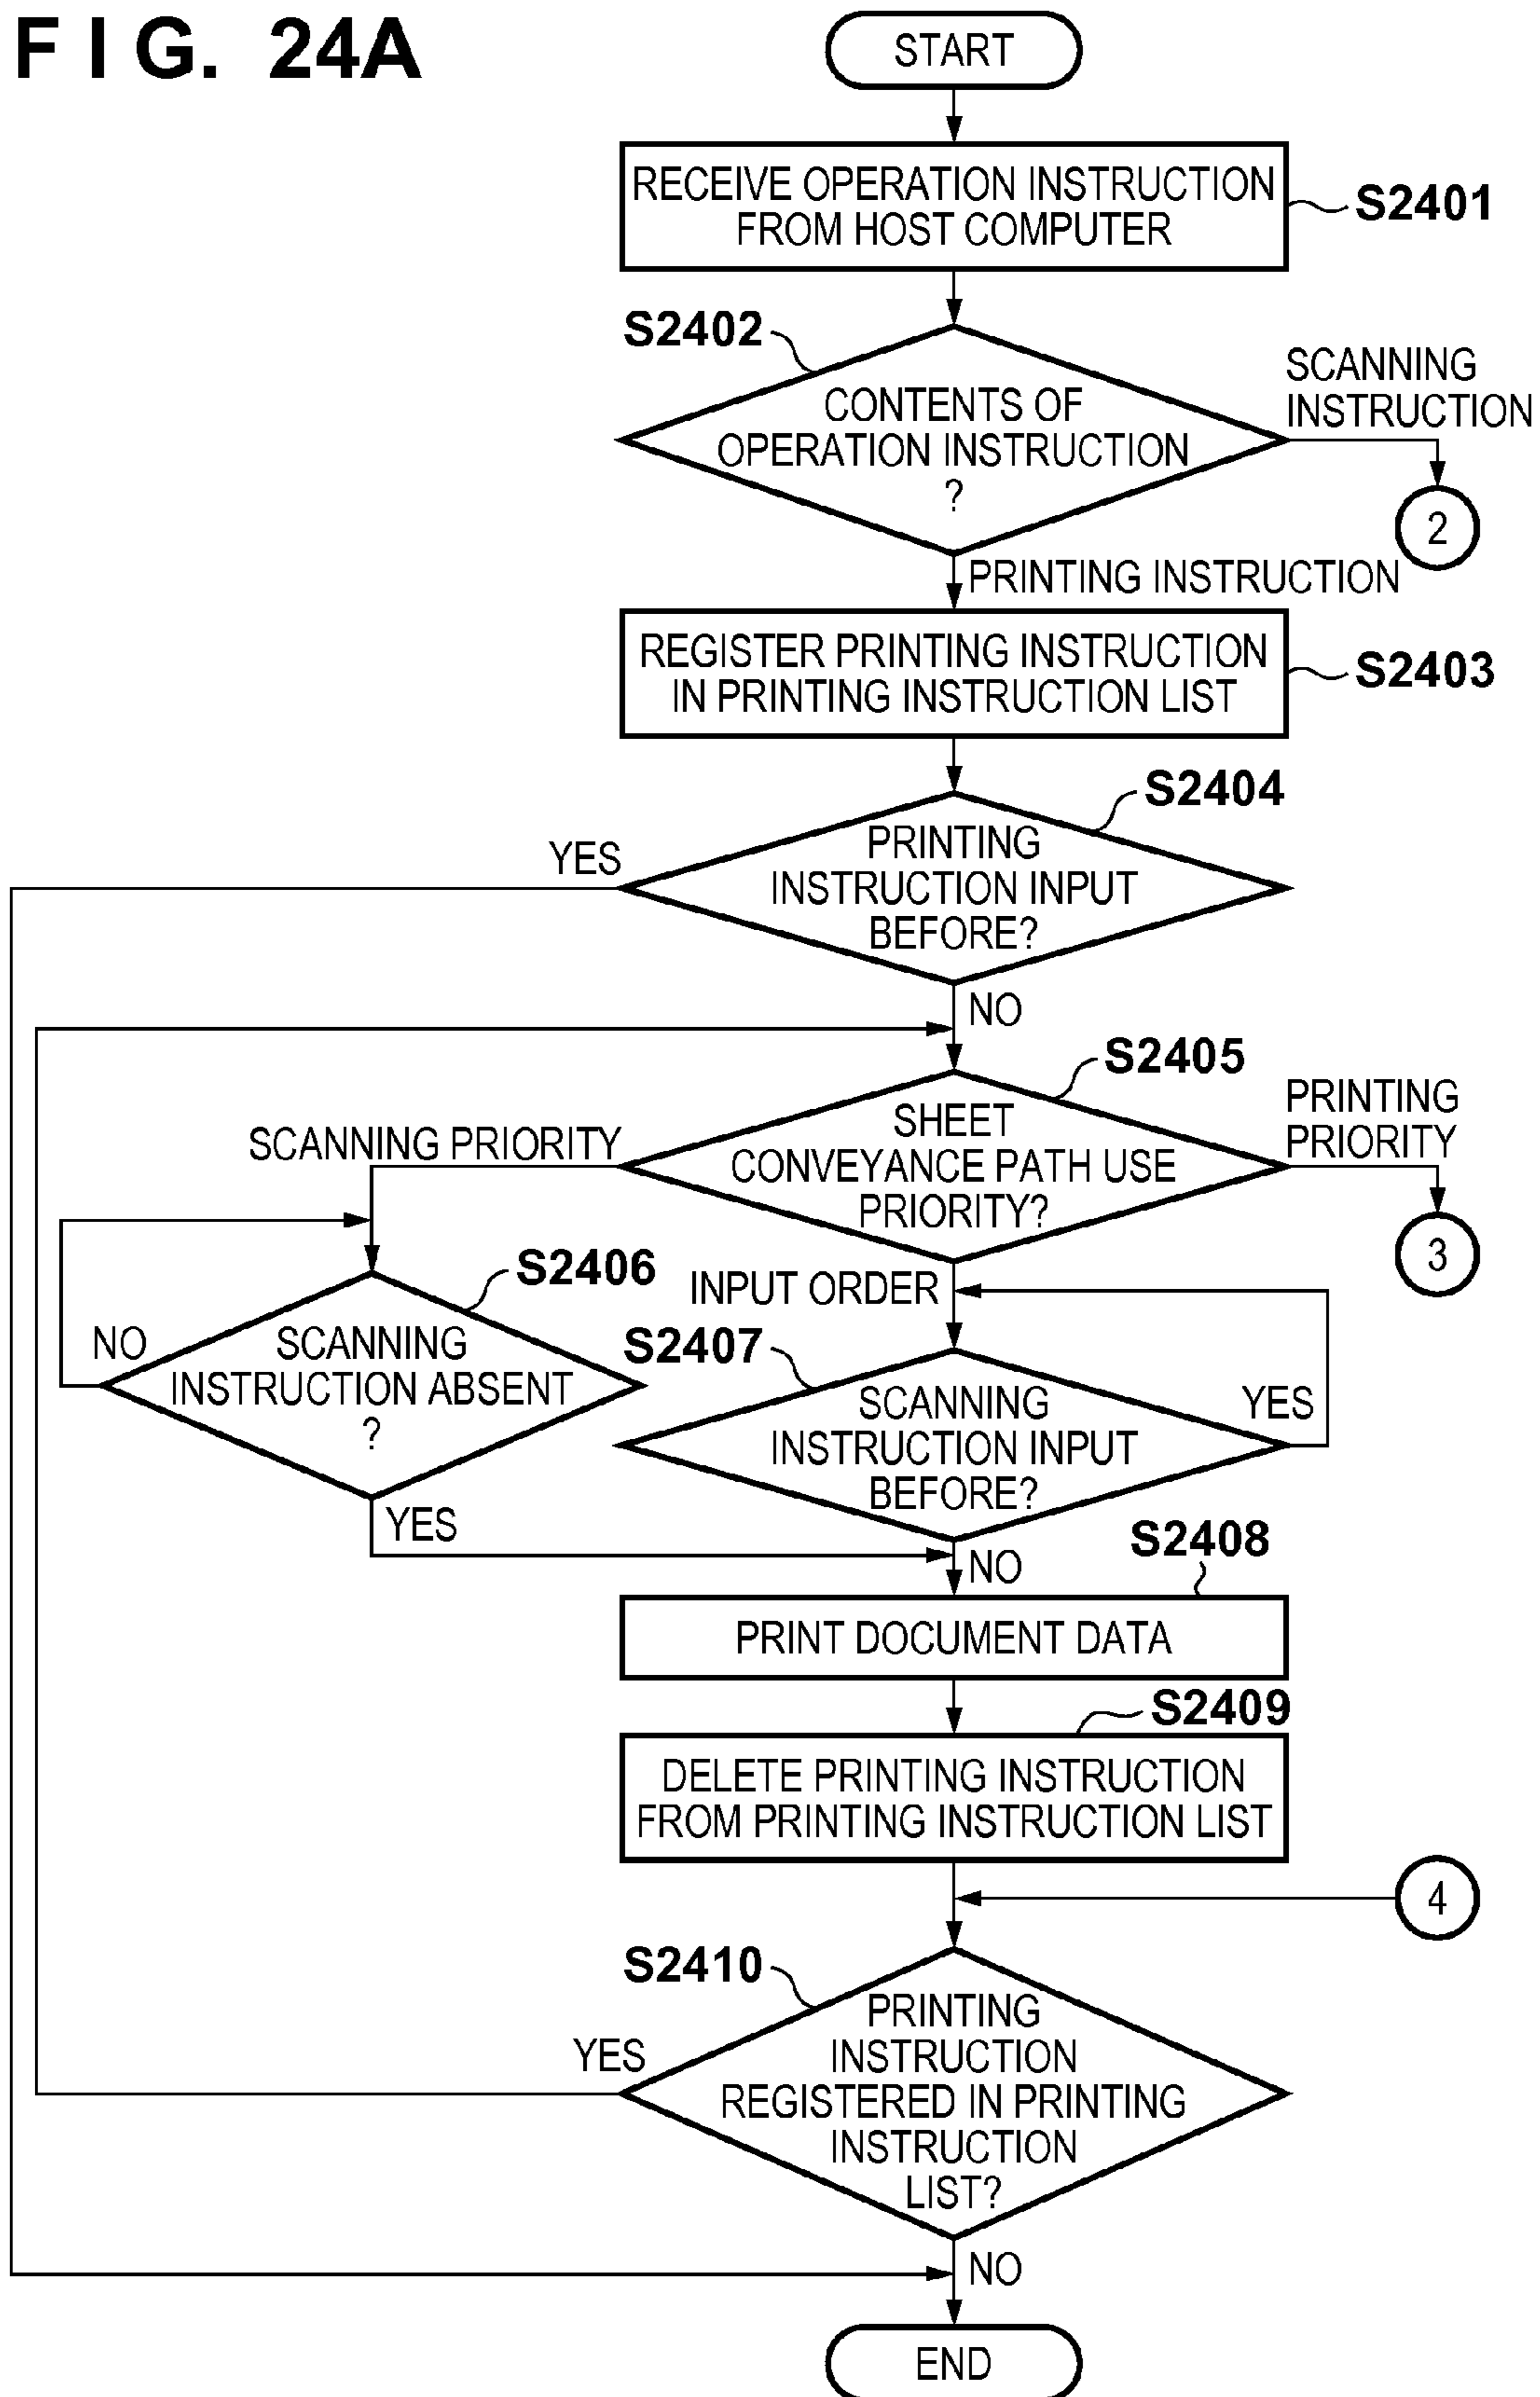 FIG. 24A
START
RECEIVE OPERATION INSTRUCTION
FROM HOST COMPUTER
S2401
S2402
CONTENTS OF
OPERATION INSTRUCTION
?
SCANNING
INSTRUCTION
2
PRINTING INSTRUCTION
REGISTER PRINTING INSTRUCTION
IN PRINTING INSTRUCTION LIST
S2403
S2404
YES
PRINTING
INSTRUCTION INPUT
BEFORE?
NO
S2405
SCANNING PRIORITY
SHEET
CONVEYANCE PATH USE
PRIORITY?
PRINTING
PRIORITY
3
S2406
INPUT ORDER
NO
SCANNING
INSTRUCTION ABSENT
?
YES
S2407
SCANNING
INSTRUCTION INPUT
BEFORE?
YES
NO
S2408
PRINT DOCUMENT DATA
S2409
DELETE PRINTING INSTRUCTION
FROM PRINTING INSTRUCTION LIST
4
S2410
YES
PRINTING
INSTRUCTION
REGISTERED IN PRINTING
INSTRUCTION
LIST?
NO
END